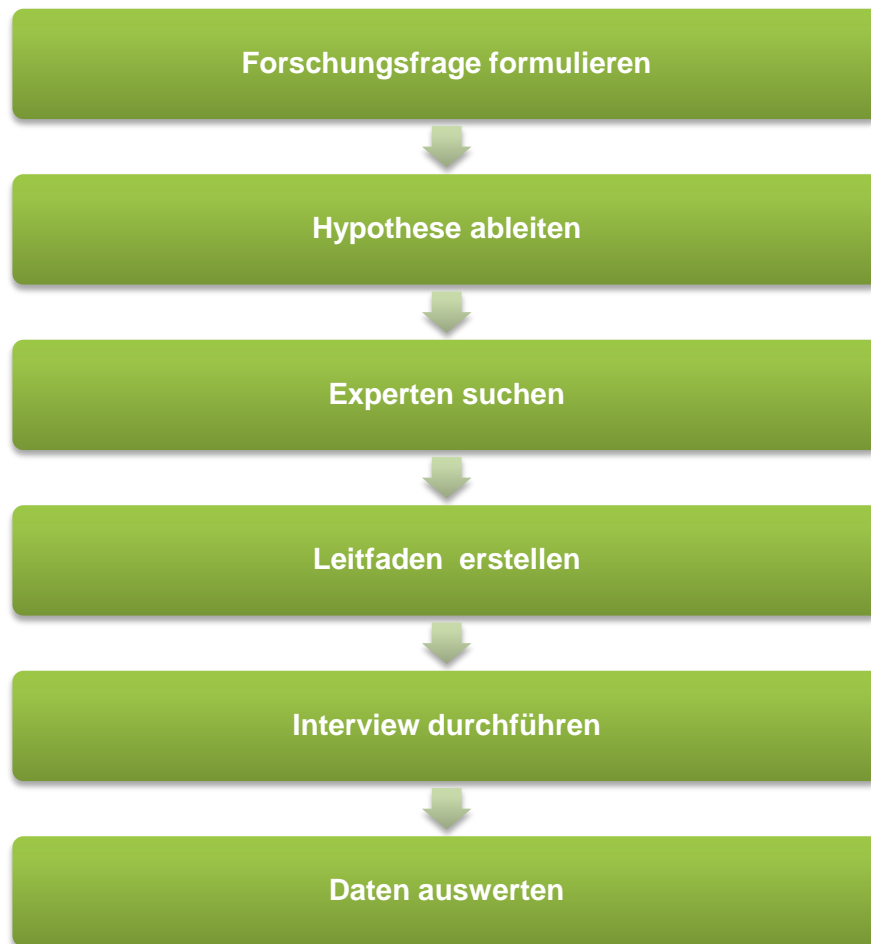 Forschungsfrage formulieren
Hypothese ableiten
Experten suchen
Leitfaden  erstellen
Interview durchführen
Daten auswerten